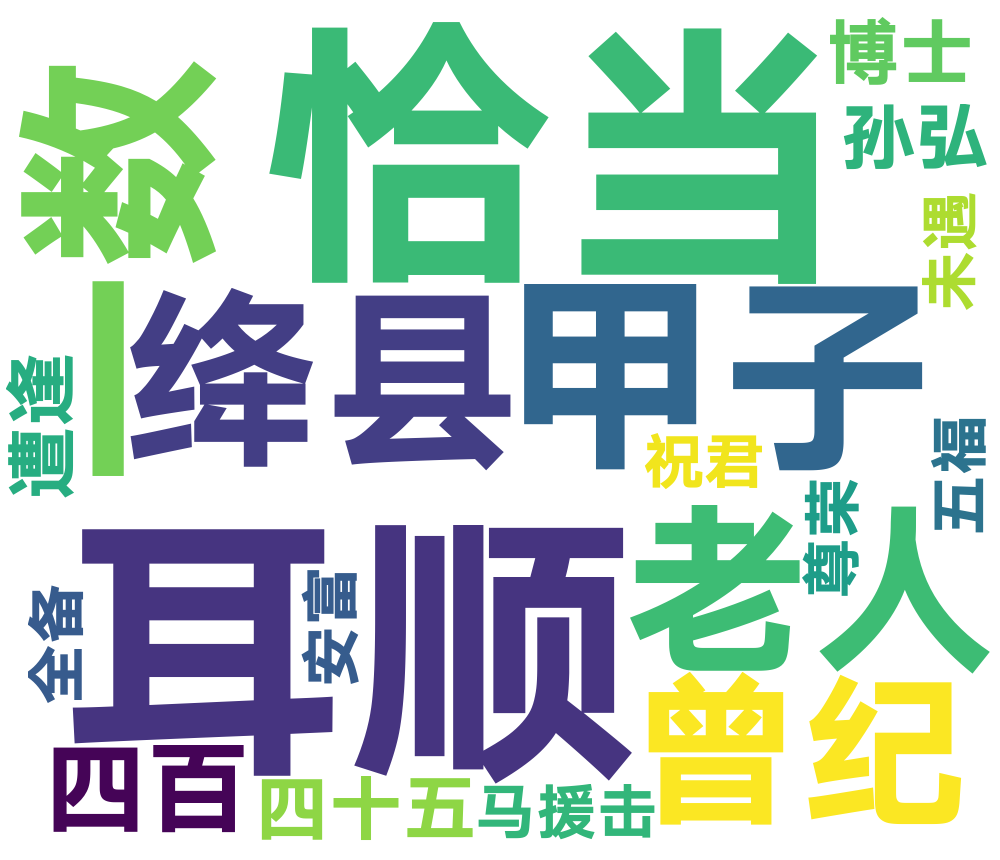 一数
恰当
博士
孙弘
未遇
遭逢
绛县
甲子
祝君
五福
尊荣
老人
耳顺
安富
全备
曾纪
四百
四十五
马援击